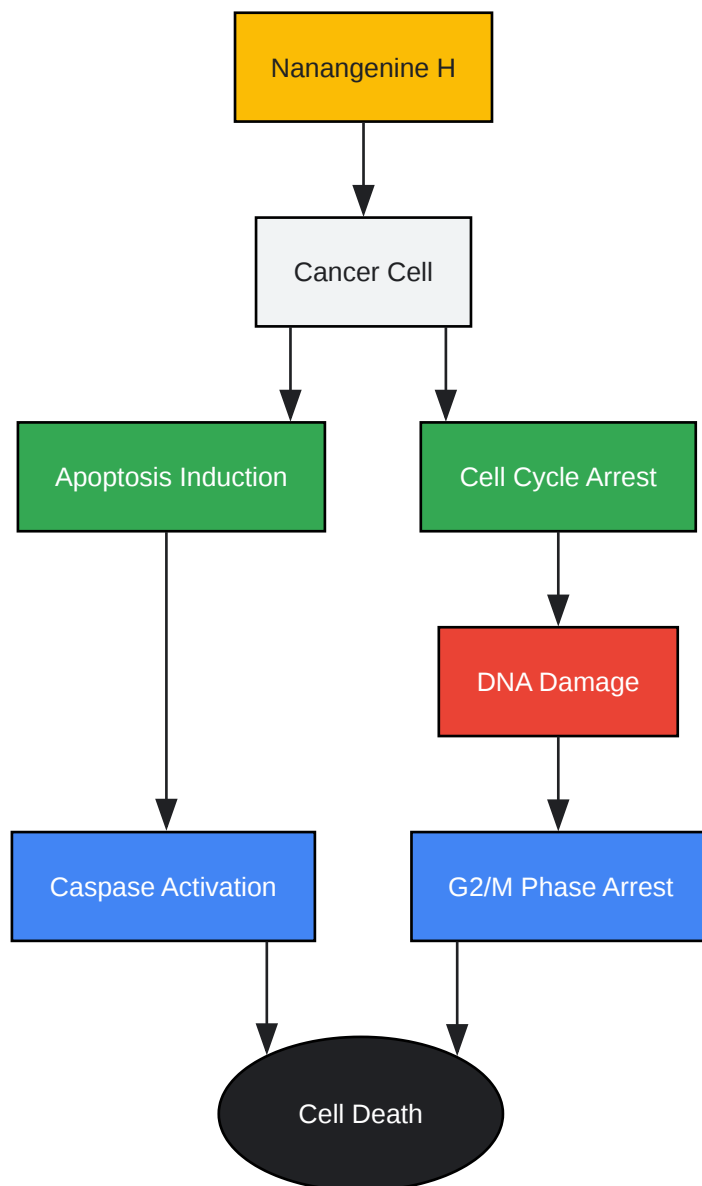 Nanangenine H
Cancer Cell
Apoptosis Induction
Cell Cycle Arrest
DNA Damage
Caspase Activation
G2/M Phase Arrest
Cell Death